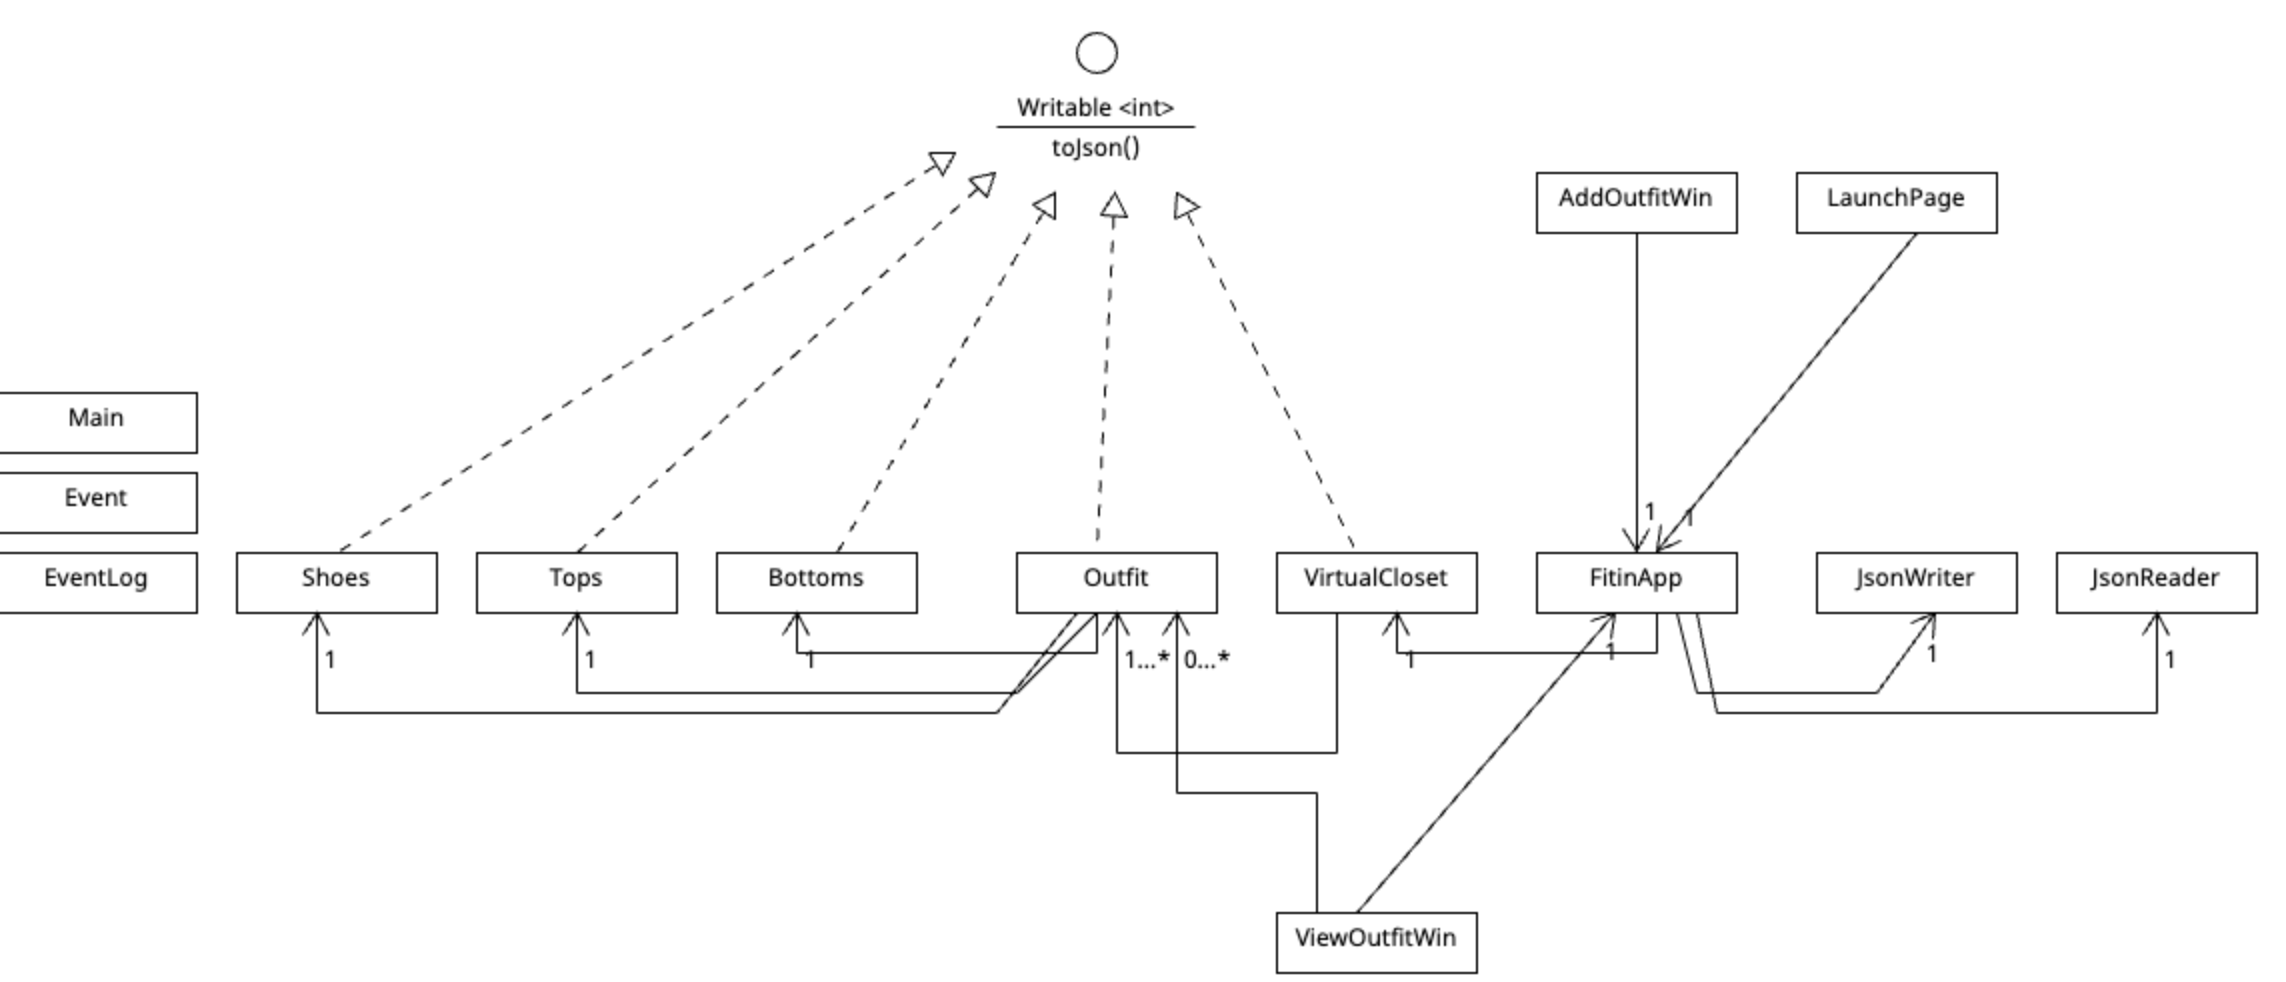 Writable <int>
toJson()
AddOutfitWin
LaunchPage
Main
Event
EventLog
1
1
Shoes
Tops
Bottoms
Outfit
VirtualCloset
FitinApp
JsonWriter
JsonReader
1
1
1
1...*
0...*
1
1
1
1
ViewOutfitWin